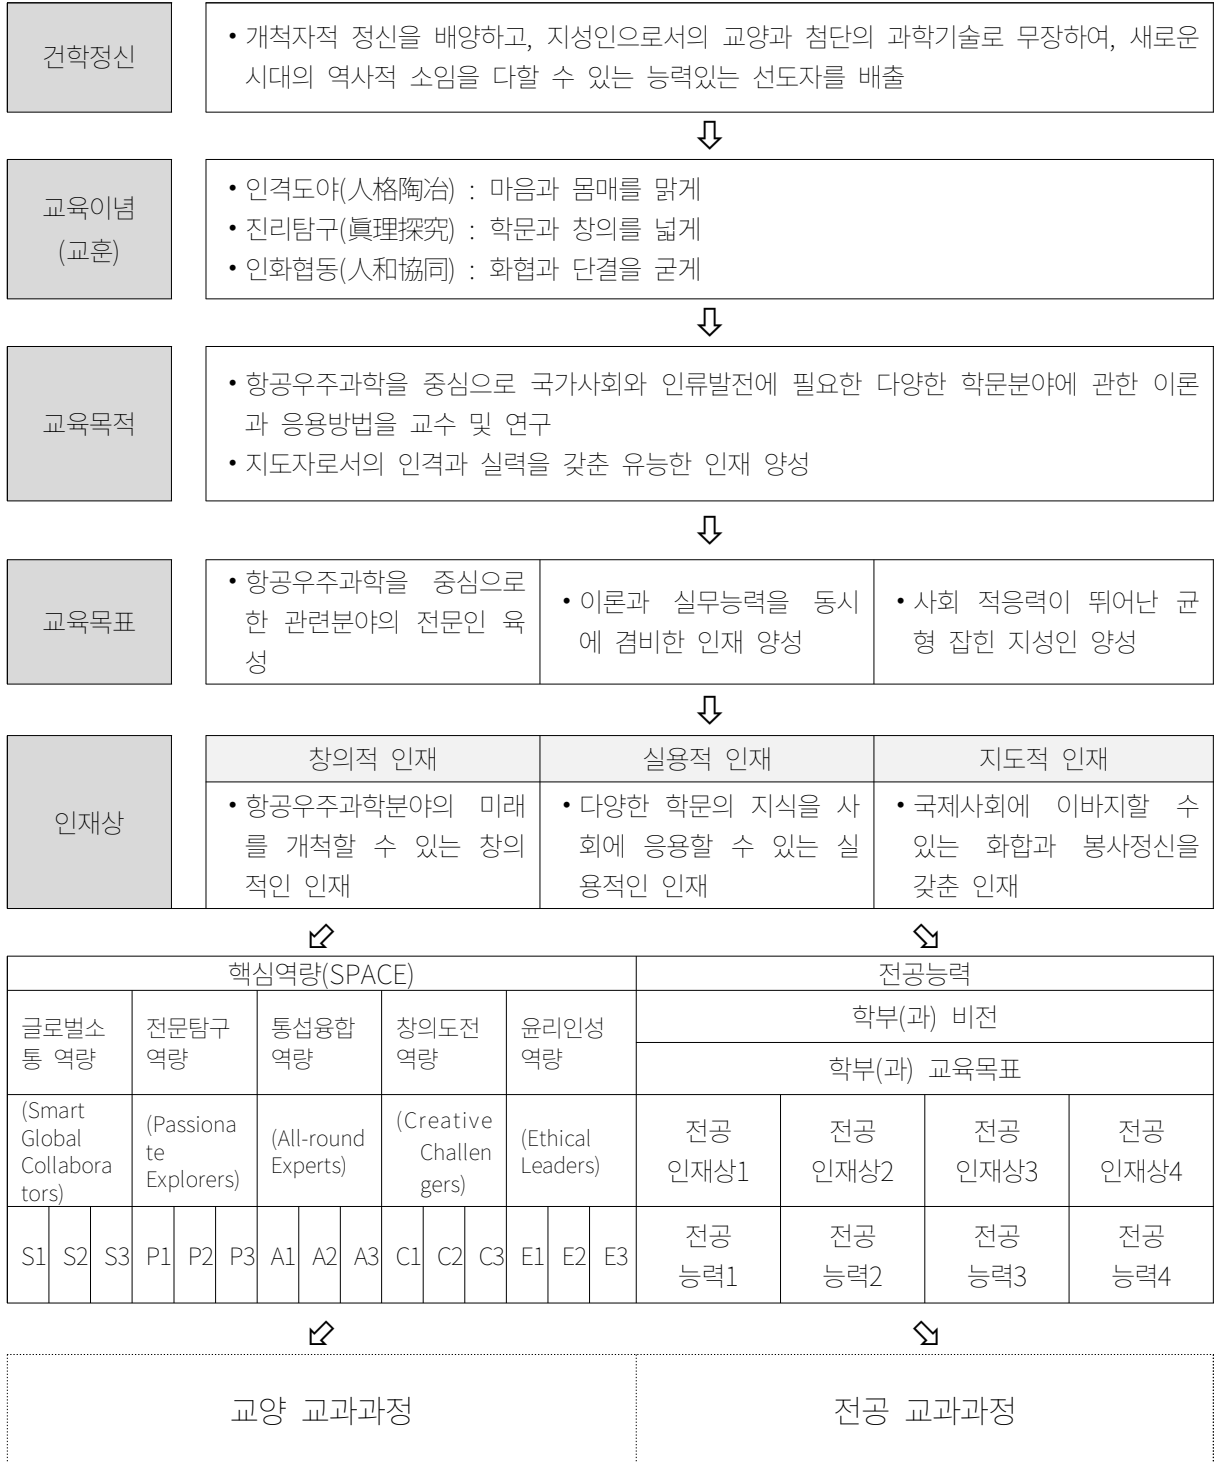 건학정신
• 개척자적 정신을 배양하고, 지성인으로서의 교양과 첨단의 과학기술로 무장하여, 새로운
시대의 역사적 소임을 다할 수 있는 능력있는 선도자를 배출
⇩
교육이념
(교훈)
• 인격도야(人格陶冶) : 마음과 몸매를 맑게
• 진리탐구(眞理探究) : 학문과 창의를 넓게
• 인화협동(人和協同) : 화협과 단결을 굳게
⇩
교육목적
• 항공우주과학을 중심으로 국가사회와 인류발전에 필요한 다양한 학문분야에 관한 이론
과 응용방법을 교수 및 연구
• 지도자로서의 인격과 실력을 갖춘 유능한 인재 양성
⇩
교육목표
• 항공우주과학을 중심으로
한 관련분야의 전문인 육
성
• 이론과 실무능력을 동시
에 겸비한 인재 양성
• 사회 적응력이 뛰어난 균
형 잡힌 지성인 양성
⇩
인재상
창의적 인재
• 항공우주과학분야의 미래
를 개척할 수 있는 창의
적인 인재
실용적 인재
• 다양한 학문의 지식을 사
회에 응용할 수 있는 실
용적인 인재
지도적 인재
• 국제사회에 이바지할 수
있는 화합과 봉사정신을
갖춘 인재
핵심역량(SPACE)
글로벌소
통 역량
전문탐구
역량
통섭융합
역량
창의도전
역량
윤리인성
역량
(Smart
Global
Collabora
tors)
(Passiona
te
Explorers)
(All-round
Experts)
(Creative
Challen
gers)
(Ethical
Leaders)
S1 S2 S3 P1 P2 P3 A1 A2 A3 C1 C2 C3 E1 E2 E3
전공능력
학부(과) 비전
학부(과) 교육목표
전공
인재상1
전공
인재상2
전공
인재상3
전공
인재상4
전공
능력1
전공
능력2
전공
능력3
전공
능력4
교양 교과과정
전공 교과과정